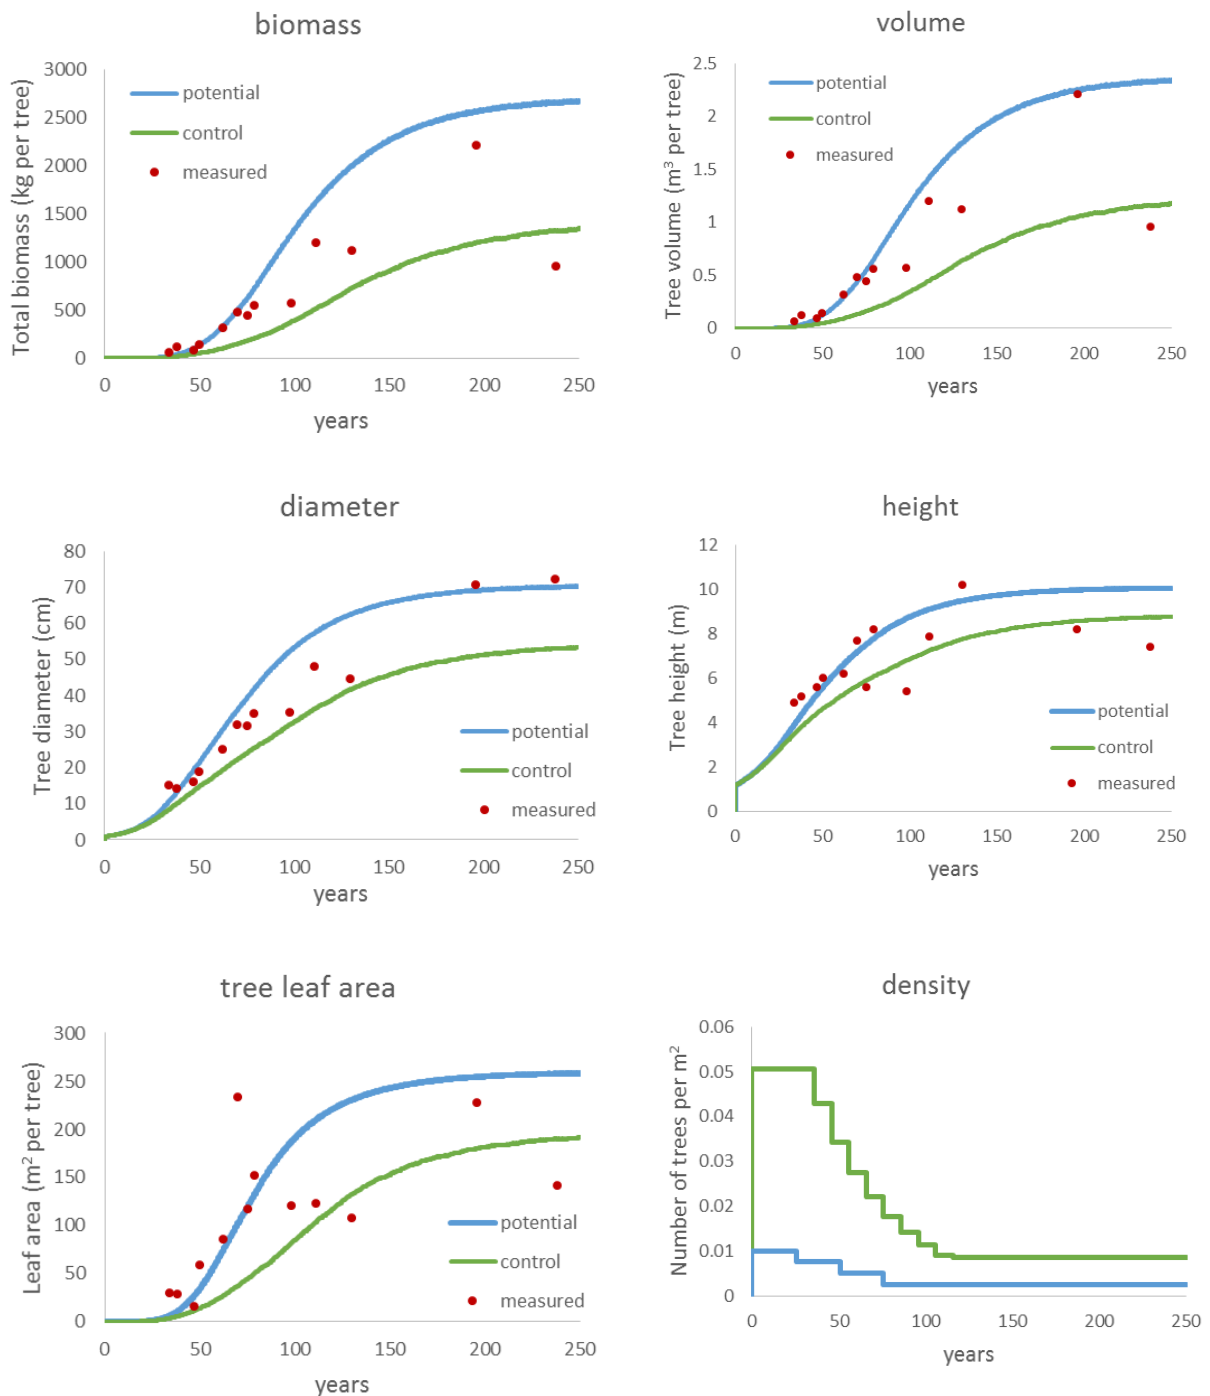 biomass
3000
2500
2000
1500
1000
500
0
Total biomass (kg per tree)
potential
control
measured
0 50 100 150 200 250
years
volume
2.5
2
1.5
1
0.5
0
Tree volume (m³ per tree)
potential
control
measured
0 50 100 150 200 250
years
diameter
80
70
60
50
40
30
20
10
0
Tree diameter (cm)
potential
control
measured
0 50 100 150 200 250
years
height
12
10
8
6
4
2
0
Tree height (m)
potential
control
measured
0 50 100 150 200 250
years
tree leaf area
300
250
200
150
100
50
0
Leaf area (m² per tree)
potential
control
measured
0 50 100 150 200 250
years
density
0.06
0.05
0.04
0.03
0.02
0.01
0
Number of trees per m²
0 50 100 150 200 250
years